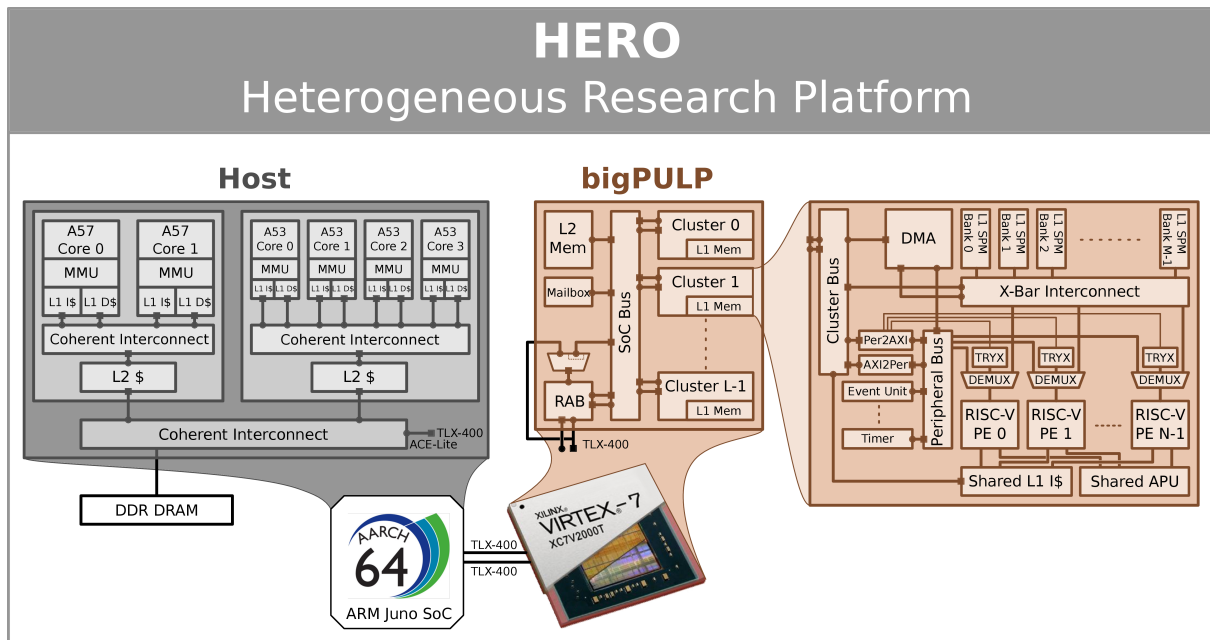 HERO
Heterogeneous Research Platform
Host
A57
Core 0
MMU
L1 I$
L1 D$
A57
Core 1
MMU
L1 I$
L1 D$
Coherent Interconnect
L2 $
A53
Core 0
MMU
L1 I$
L1 D$
A53
Core 1
MMU
L1 I$
L1 D$
A53
Core 2
MMU
L1 I$
L1 D$
A53
Core 3
MMU
L1 I$
L1 D$
Coherent Interconnect
L2 $
Coherent Interconnect
TLX-400
ACE-Lite
DDR DRAM
AARCH
64
ARM Juno SoC
TLX-400
TLX-400
bigPULP
L2
Mem
Mailbox
RAB
SoC Bus
Cluster 0
L1 Mem
Cluster 1
L1 Mem
Cluster L-1
L1 Mem
TLX-400
XILINX®
VIRTEX®-7
XC7V2000T
Cluster Bus
DMA
L1 SPM
Bank 0
L1 SPM
Bank 1
L1 SPM
Bank 2
L1 SPM
Bank M-1
X-Bar Interconnect
Per2AXI
AXI2Per
Event Unit
Timer
Peripheral Bus
TRYX
DEMUX
RISC-V
PE 0
TRYX
DEMUX
RISC-V
PE 1
TRYX
DEMUX
RISC-V
PE N-1
Shared L1 I$
Shared APU